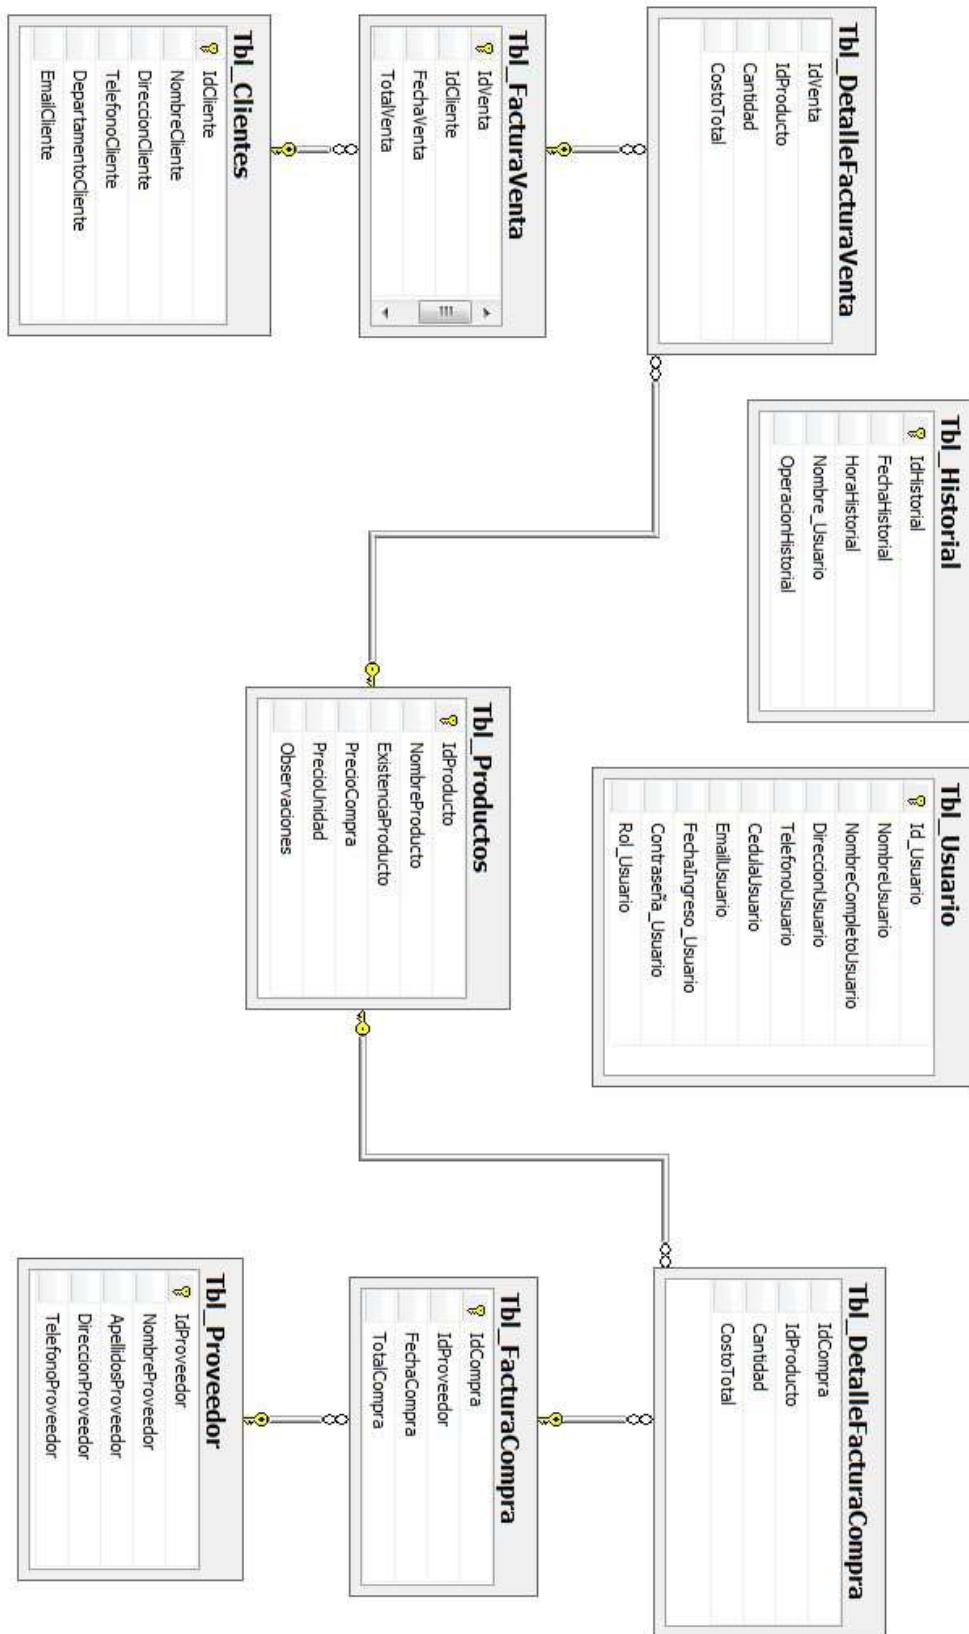 Tbl_DetalleFacturaVenta
IdVenta
IdProducto
Cantidad
CostoTotal
Tbl_FacturaVenta
IdVenta
IdCliente
FechaVenta
TotalVenta
Tbl_Clientes
IdCliente
NombreCliente
DireccionCliente
TelefonoCliente
DepartamentoCliente
EmailCliente
Tbl_Historial
IdHistorial
FechaHistorial
HoraHistorial
Nombre_Usuario
OperacionHistorial
Tbl_Usuario
Id_Usuario
NombreUsuario
NombreCompletoUsuario
DireccionUsuario
TelefonoUsuario
CedulaUsuario
EmailUsuario
FechaIngreso_Usuario
Contraseña_Usuario
Rol_Usuario
Tbl_Productos
IdProducto
NombreProducto
ExistenciaProducto
PrecioCompra
PrecioUnidad
Observaciones
Tbl_DetalleFacturaCompra
IdCompra
IdProducto
Cantidad
CostoTotal
Tbl_FacturaCompra
IdCompra
IdProveedor
FechaCompra
TotalCompra
Tbl_Proveedor
IdProveedor
NombreProveedor
ApellidosProveedor
DireccionProveedor
TelefonoProveedor